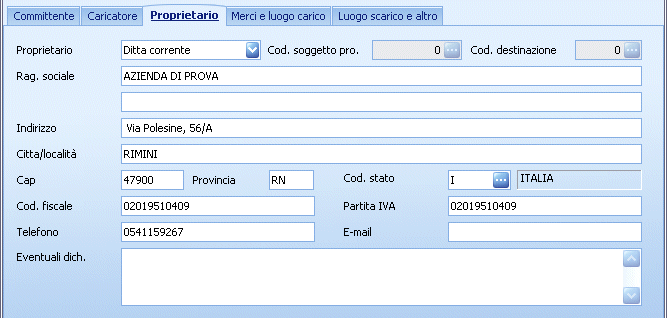 Committente Caricatore Proprietario Merci e luogo carico Luogo scarico e altro
Proprietario Ditta corrente Cod. soggetto pro. 0 Cod. destinazione 0
Rag. sociale AZIENDA DI PROVA
Indirizzo Via Polesine, 56/A
Citta/località RIMINI
Cap 47900 Provincia RN Cod. stato I ITALIA
Cod. fiscale 02019510409 Partita IVA 02019510409
Telefono 0541159267 E-mail
Eventuali dich.